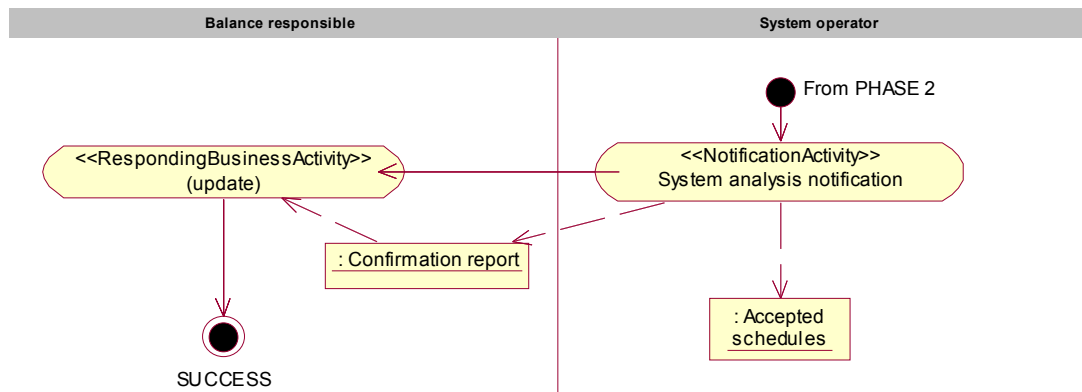 Balance responsible
System operator
From PHASE 2
<<RespondingBusinessActivity>>
(update)
<<NotificationActivity>>
System analysis notification
: Confirmation report
: Accepted
schedules
SUCCESS